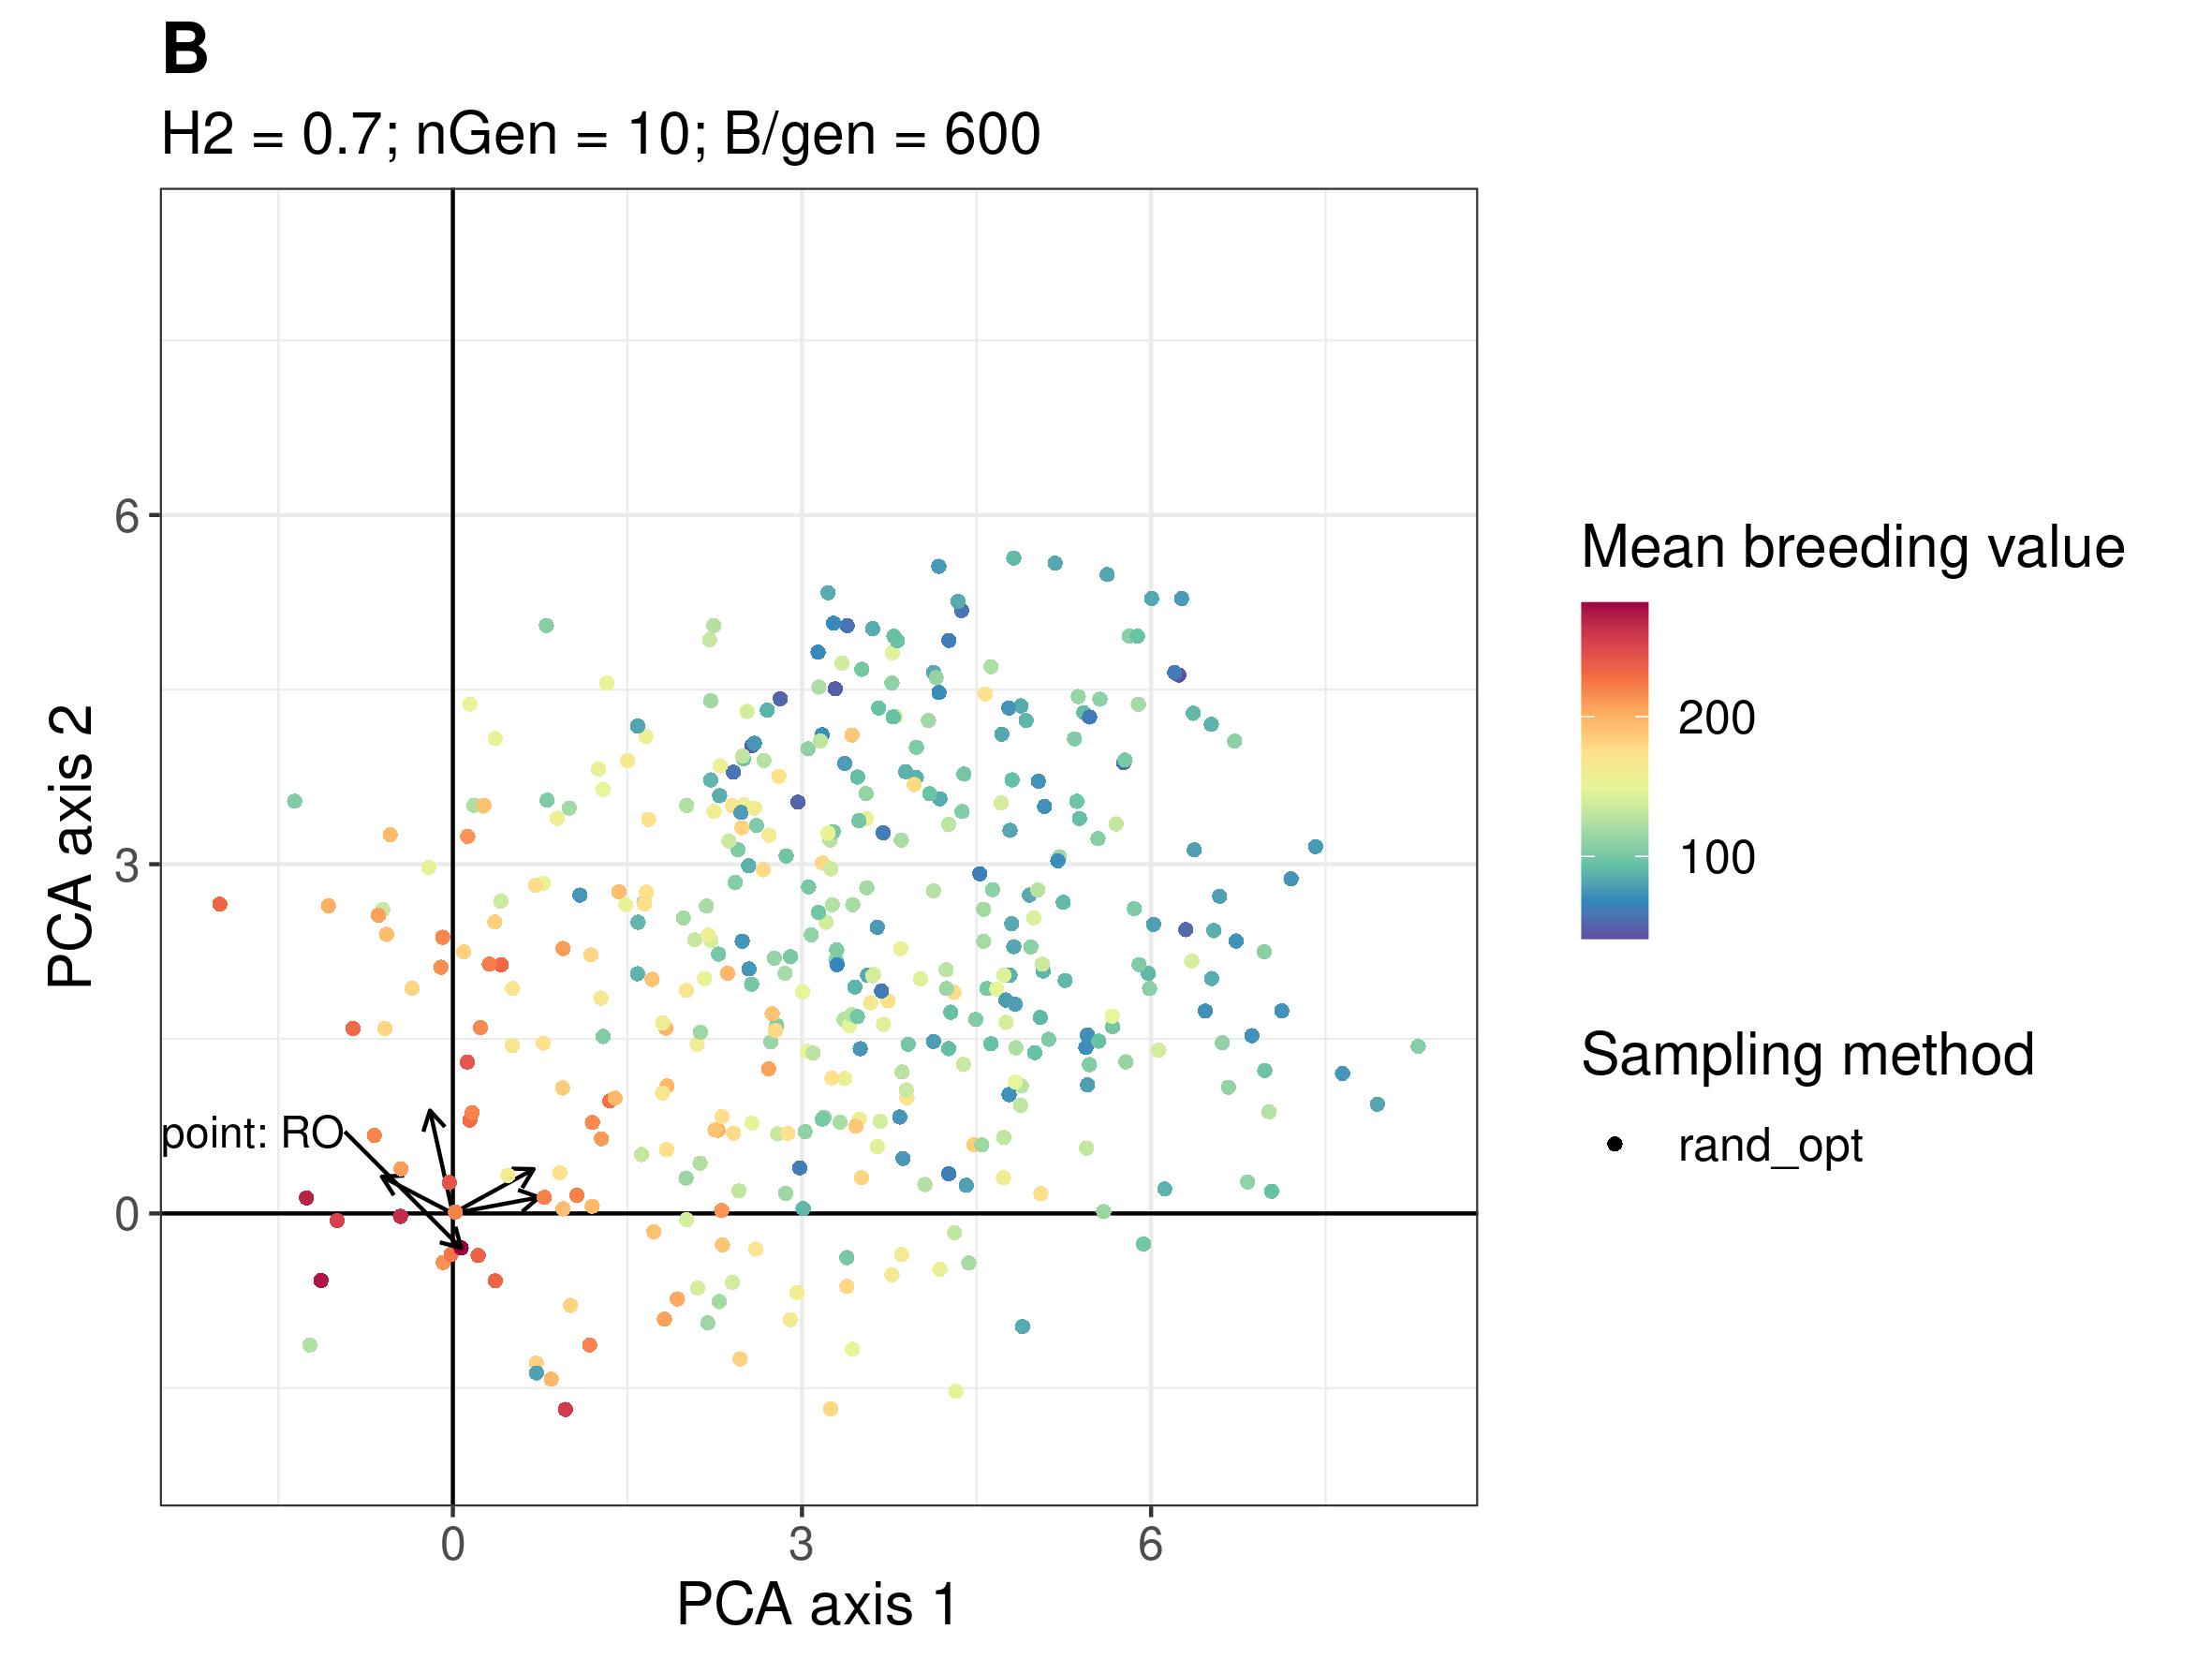 B
H2 = 0.7; nGen = 10; B/gen = 600
PCA axis 2
6
3
0
point: RO
0
3
6
PCA axis 1
Mean breeding value
200
100
Sampling method
rand_opt